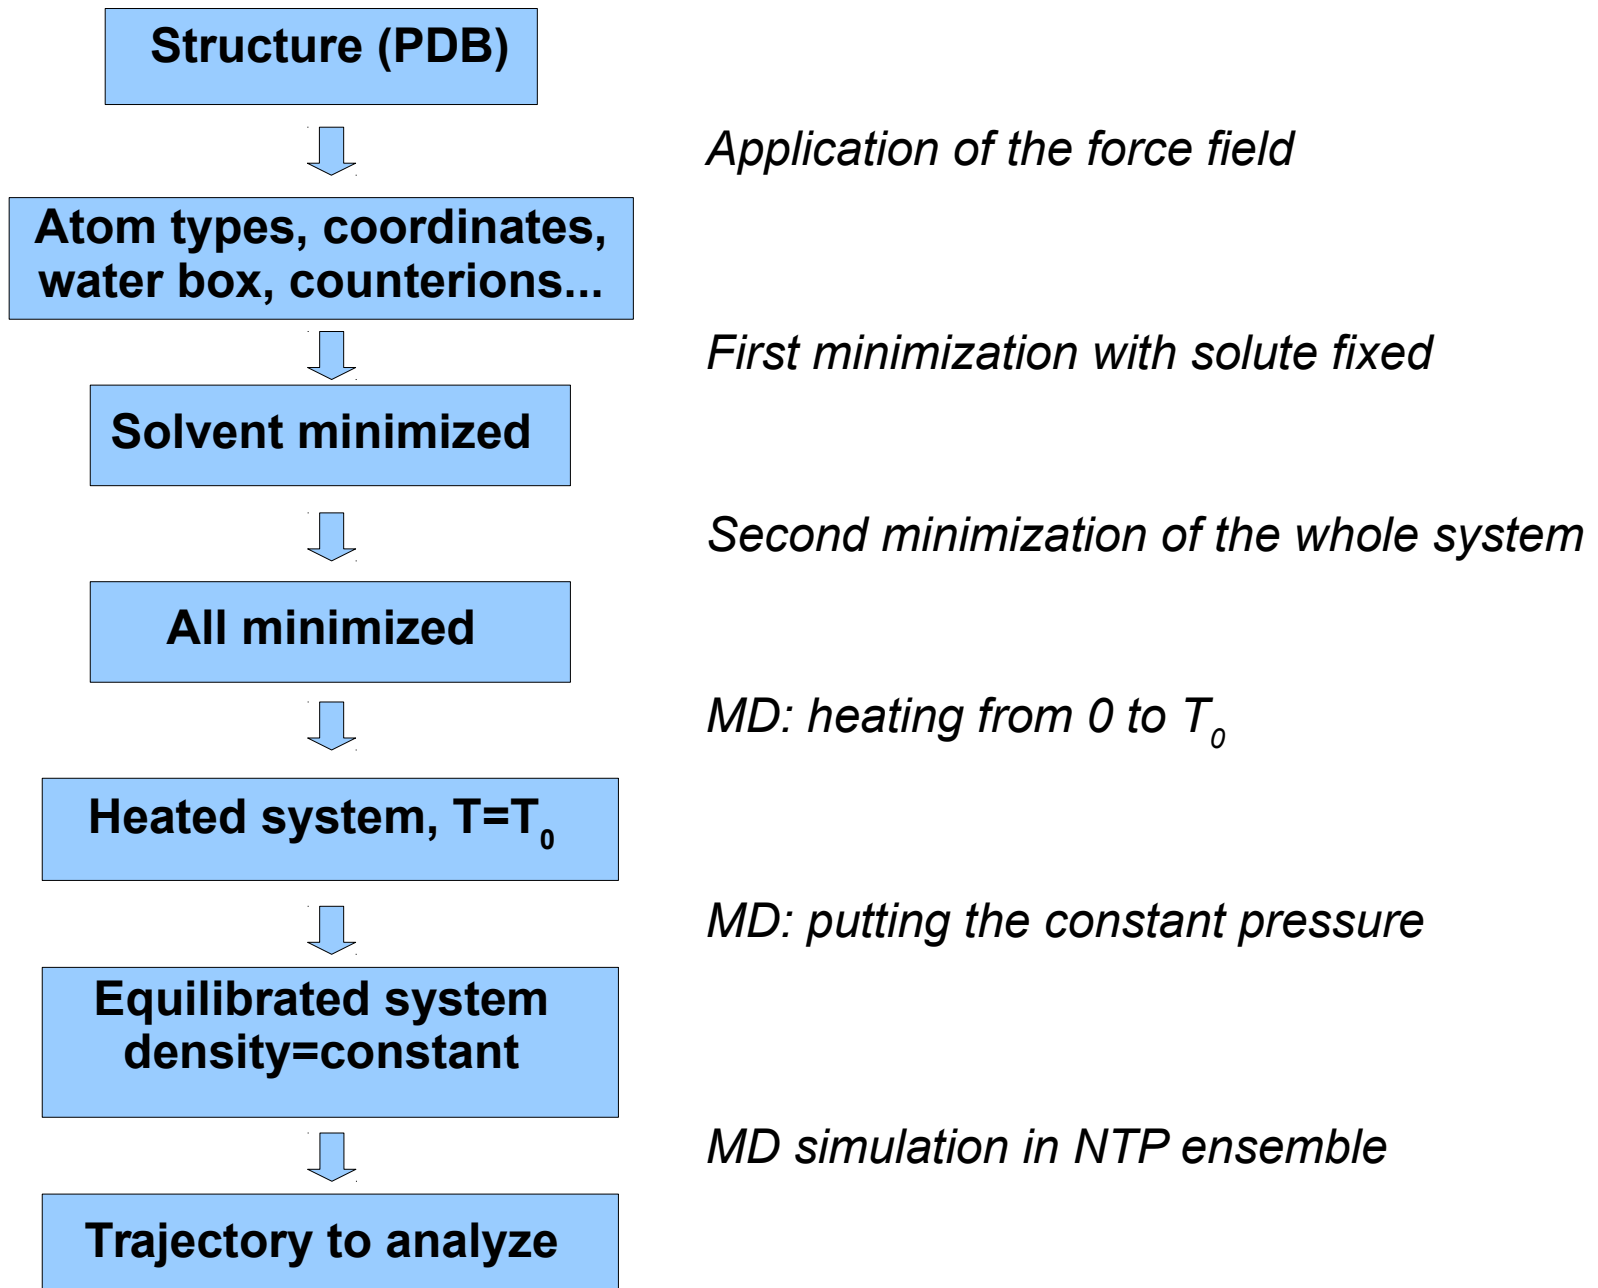 Structure (PDB)
Application of the force field
Atom types, coordinates,
water box, counterions...
First minimization with solute fixed
Solvent minimized
Second minimization of the whole system
All minimized
MD: heating from 0 to T₀
Heated system, T=T₀
MD: putting the constant pressure
Equilibrated system
density=constant
MD simulation in NTP ensemble
Trajectory to analyze